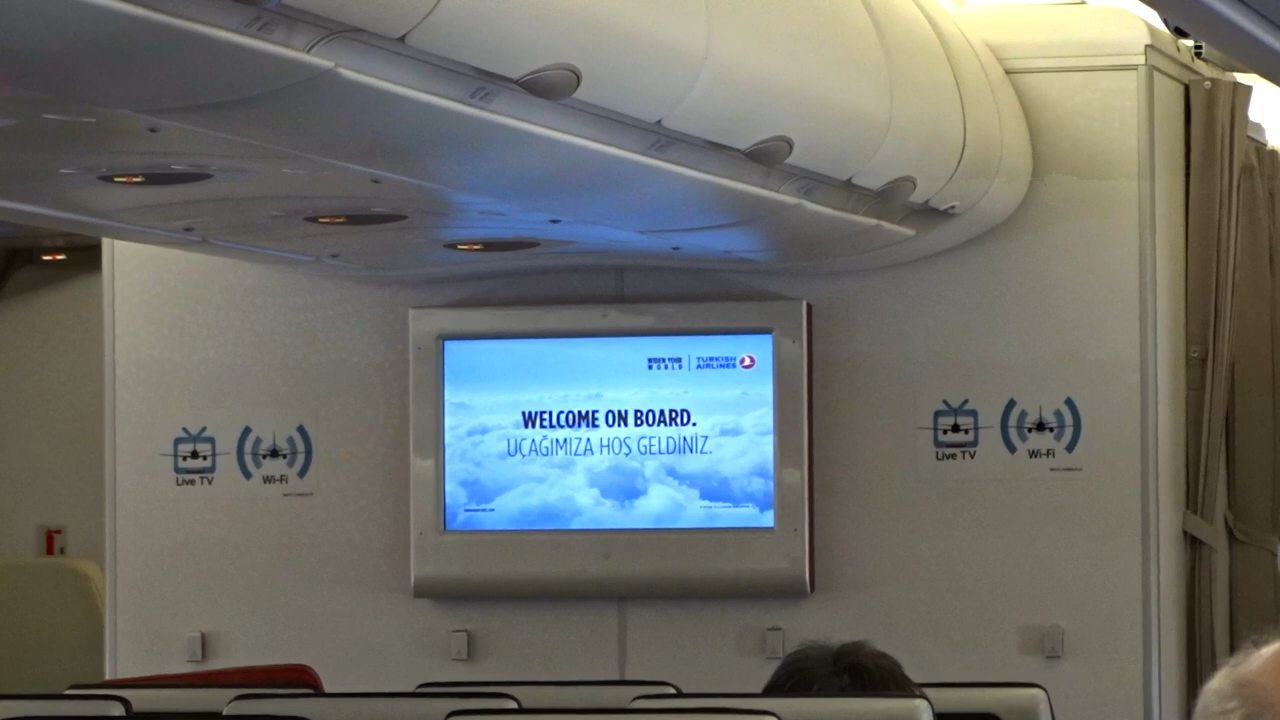 WIDEN YOUR
WORLD
TURKISH
AIRLINES
WELCOME ON BOARD.
UÇAĞIMIZA HOŞ GELDİNİZ.
Live TV
Wi-Fi
Live TV
Wi-Fi